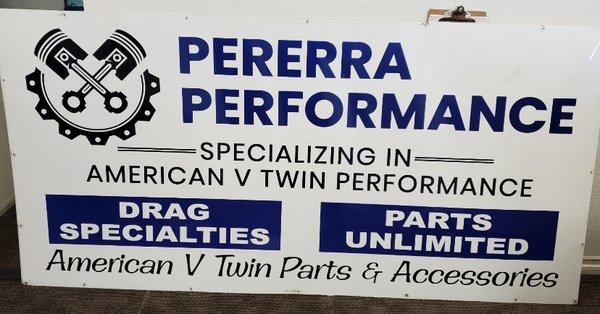 PERERRA
PERFORMANCE
SPECIALIZING IN
AMERICAN V TWIN PERFORMANCE
DRAG
SPECIALTIES
PARTS
UNLIMITED
American V Twin Parts & Accessories